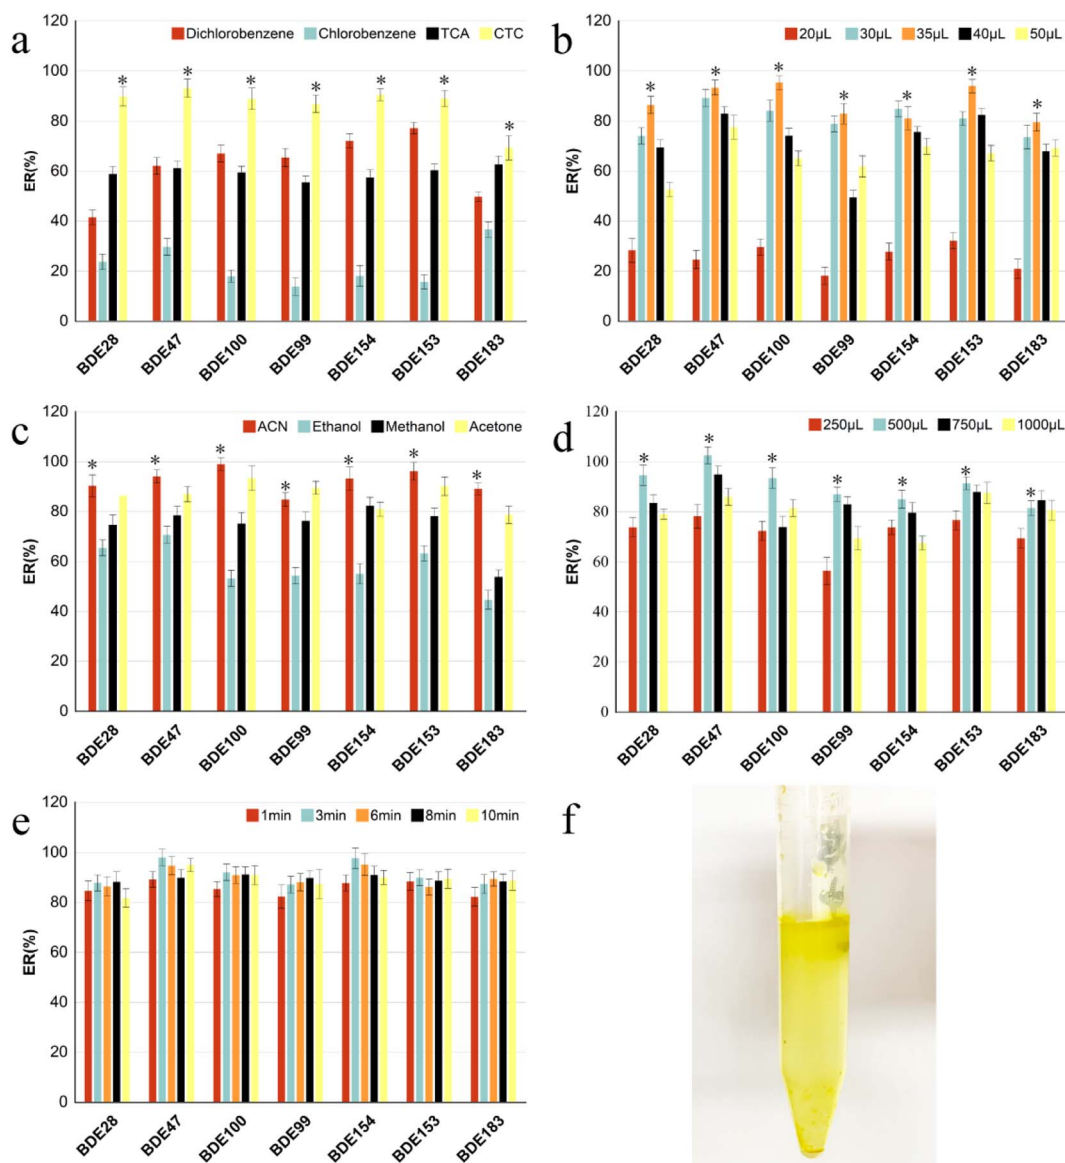 a
Dichlorobenzene Chlorobenzene TCA CTC
ER(%)
120
100
80
60
40
20
0
* * * * * * *
BDE28 BDE47 BDE100 BDE99 BDE154 BDE153 BDE183
b
20μL 30μL 35μL 40μL 50μL
ER(%)
120
100
80
60
40
20
0
* * * * * * *
BDE28 BDE47 BDE100 BDE99 BDE154 BDE153 BDE183
c
ACN Ethanol Methanol Acetone
ER(%)
120
100
80
60
40
20
0
* * * * * * *
BDE28 BDE47 BDE100 BDE99 BDE154 BDE153 BDE183
d
250μL 500μL 750μL 1000μL
ER(%)
120
100
80
60
40
20
0
* * * * * * *
BDE28 BDE47 BDE100 BDE99 BDE154 BDE153 BDE183
e
1min 3min 6min 8min 10min
ER(%)
120
100
80
60
40
20
0
BDE28 BDE47 BDE100 BDE99 BDE154 BDE153 BDE183
f